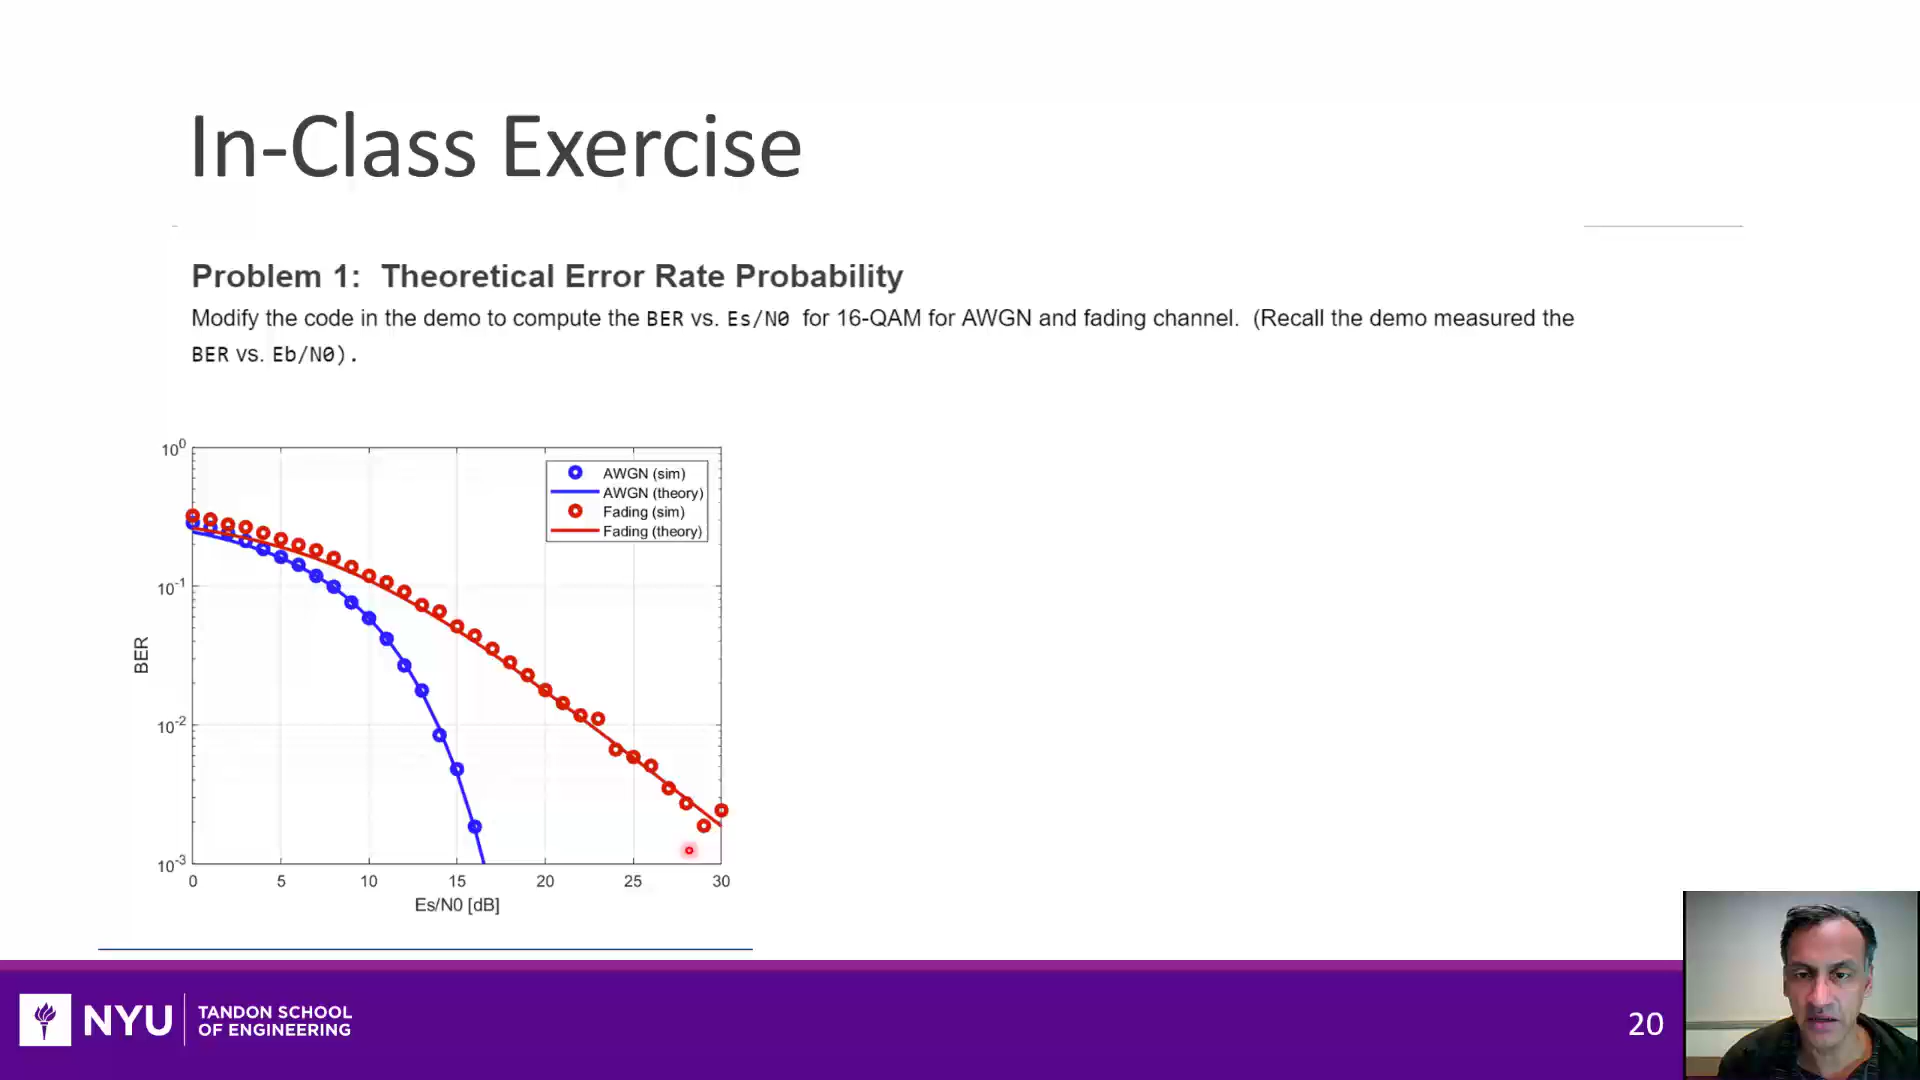 In-Class Exercise
Problem 1: Theoretical Error Rate Probability
Modify the code in the demo to compute the BER vs. Es/N0 for 16-QAM for AWGN and fading channel. (Recall the demo measured the
BER vs. Eb/N0).
10^0
10^-1
10^-2
10^-3
BER
AWGN (sim)
AWGN (theory)
Fading (sim)
Fading (theory)
0 5 10 15 20 25 30
Es/N0 [dB]
NYU
TANDON SCHOOL
OF ENGINEERING
20